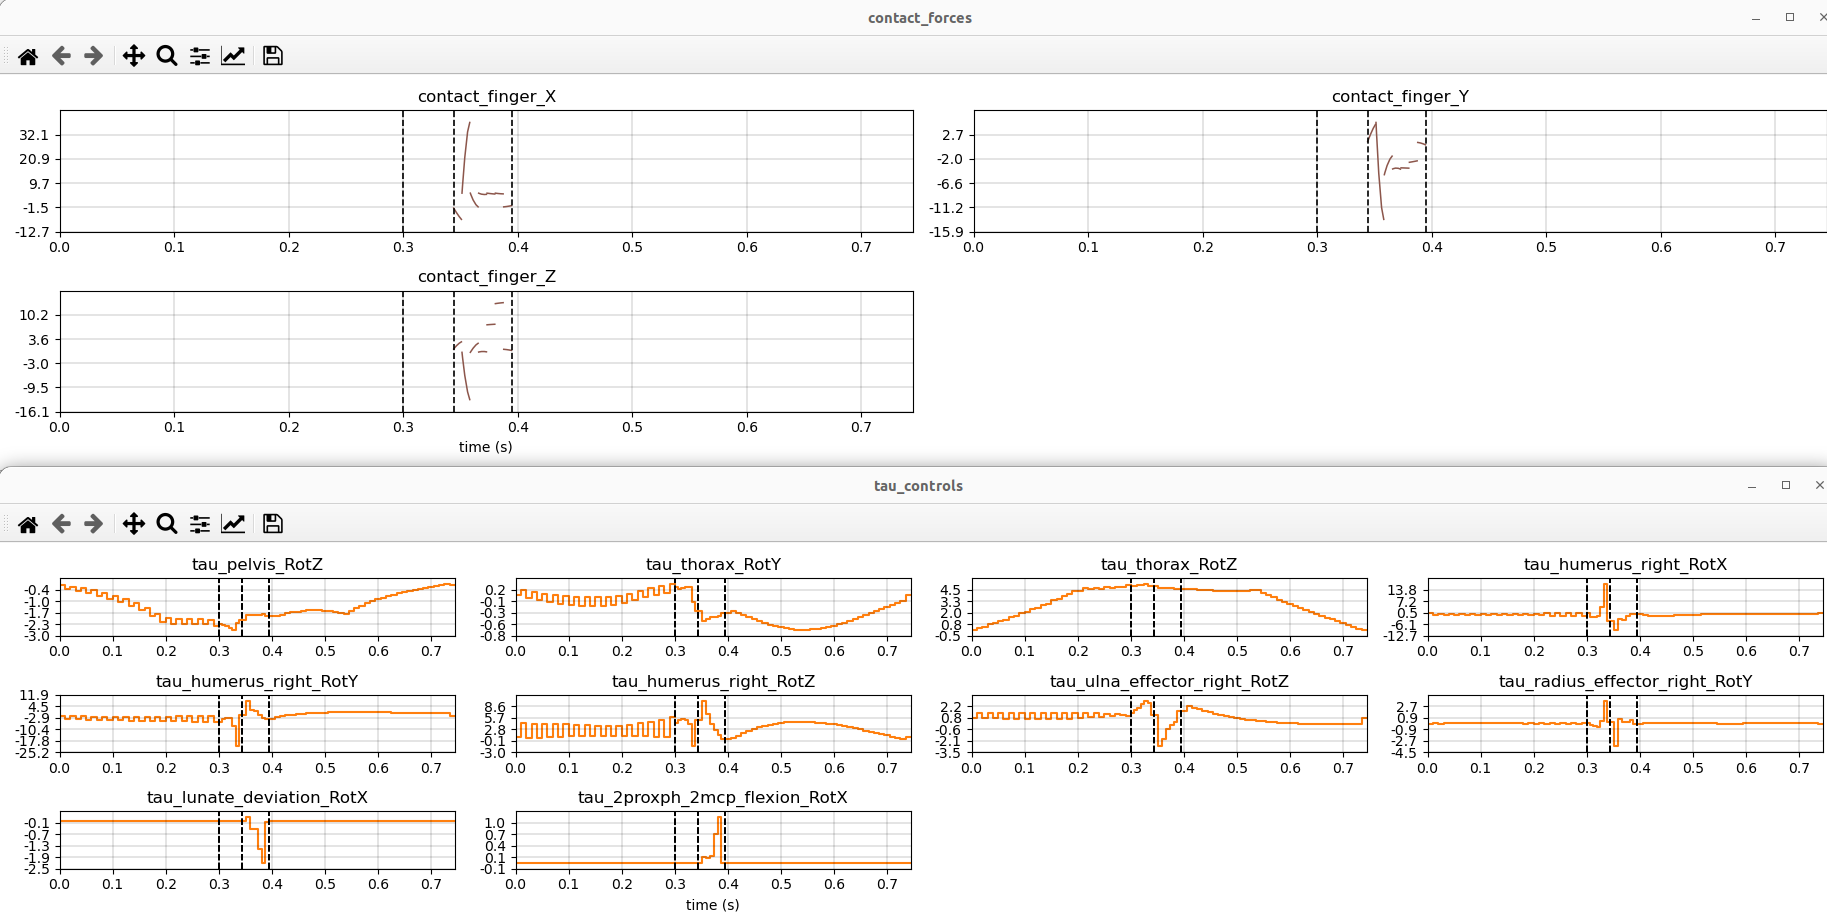 contact_forces
contact_finger_X
32.1
20.9
9.7
-1.5
-12.7
0.0 0.1 0.2 0.3 0.4 0.5 0.6 0.7
contact_finger_Y
2.7
-2.0
-6.6
-11.2
-15.9
0.0 0.1 0.2 0.3 0.4 0.5 0.6 0.7
contact_finger_Z
10.2
3.6
-3.0
-9.5
-16.1
0.0 0.1 0.2 0.3 0.4 0.5 0.6 0.7
time (s)
tau_controls
tau_pelvis_RotZ
-0.4
-1.0
-1.7
-2.3
-3.0
0.0 0.1 0.2 0.3 0.4 0.5 0.6 0.7
tau_thorax_RotY
0.2
-0.1
-0.3
-0.6
-0.8
0.0 0.1 0.2 0.3 0.4 0.5 0.6 0.7
tau_thorax_RotZ
4.5
3.3
2.0
0.8
-0.5
0.0 0.1 0.2 0.3 0.4 0.5 0.6 0.7
tau_humerus_right_RotX
13.8
7.2
0.5
-6.1
-12.7
0.0 0.1 0.2 0.3 0.4 0.5 0.6 0.7
tau_humerus_right_RotY
11.9
4.5
-2.9
-10.4
-17.8
-25.2
0.0 0.1 0.2 0.3 0.4 0.5 0.6 0.7
tau_humerus_right_RotZ
8.6
5.7
2.8
-0.1
-3.0
0.0 0.1 0.2 0.3 0.4 0.5 0.6 0.7
tau_ulna_effector_right_RotZ
2.2
0.8
-0.6
-2.1
-3.5
0.0 0.1 0.2 0.3 0.4 0.5 0.6 0.7
tau_radius_effector_right_RotY
2.7
0.9
-0.9
-2.7
-4.5
0.0 0.1 0.2 0.3 0.4 0.5 0.6 0.7
tau_lunate_deviation_RotX
-0.1
-0.7
-1.3
-1.9
-2.5
0.0 0.1 0.2 0.3 0.4 0.5 0.6 0.7
tau_2proxph_2mcp_flexion_RotX
1.0
0.7
0.4
0.1
-0.1
0.0 0.1 0.2 0.3 0.4 0.5 0.6 0.7
time (s)